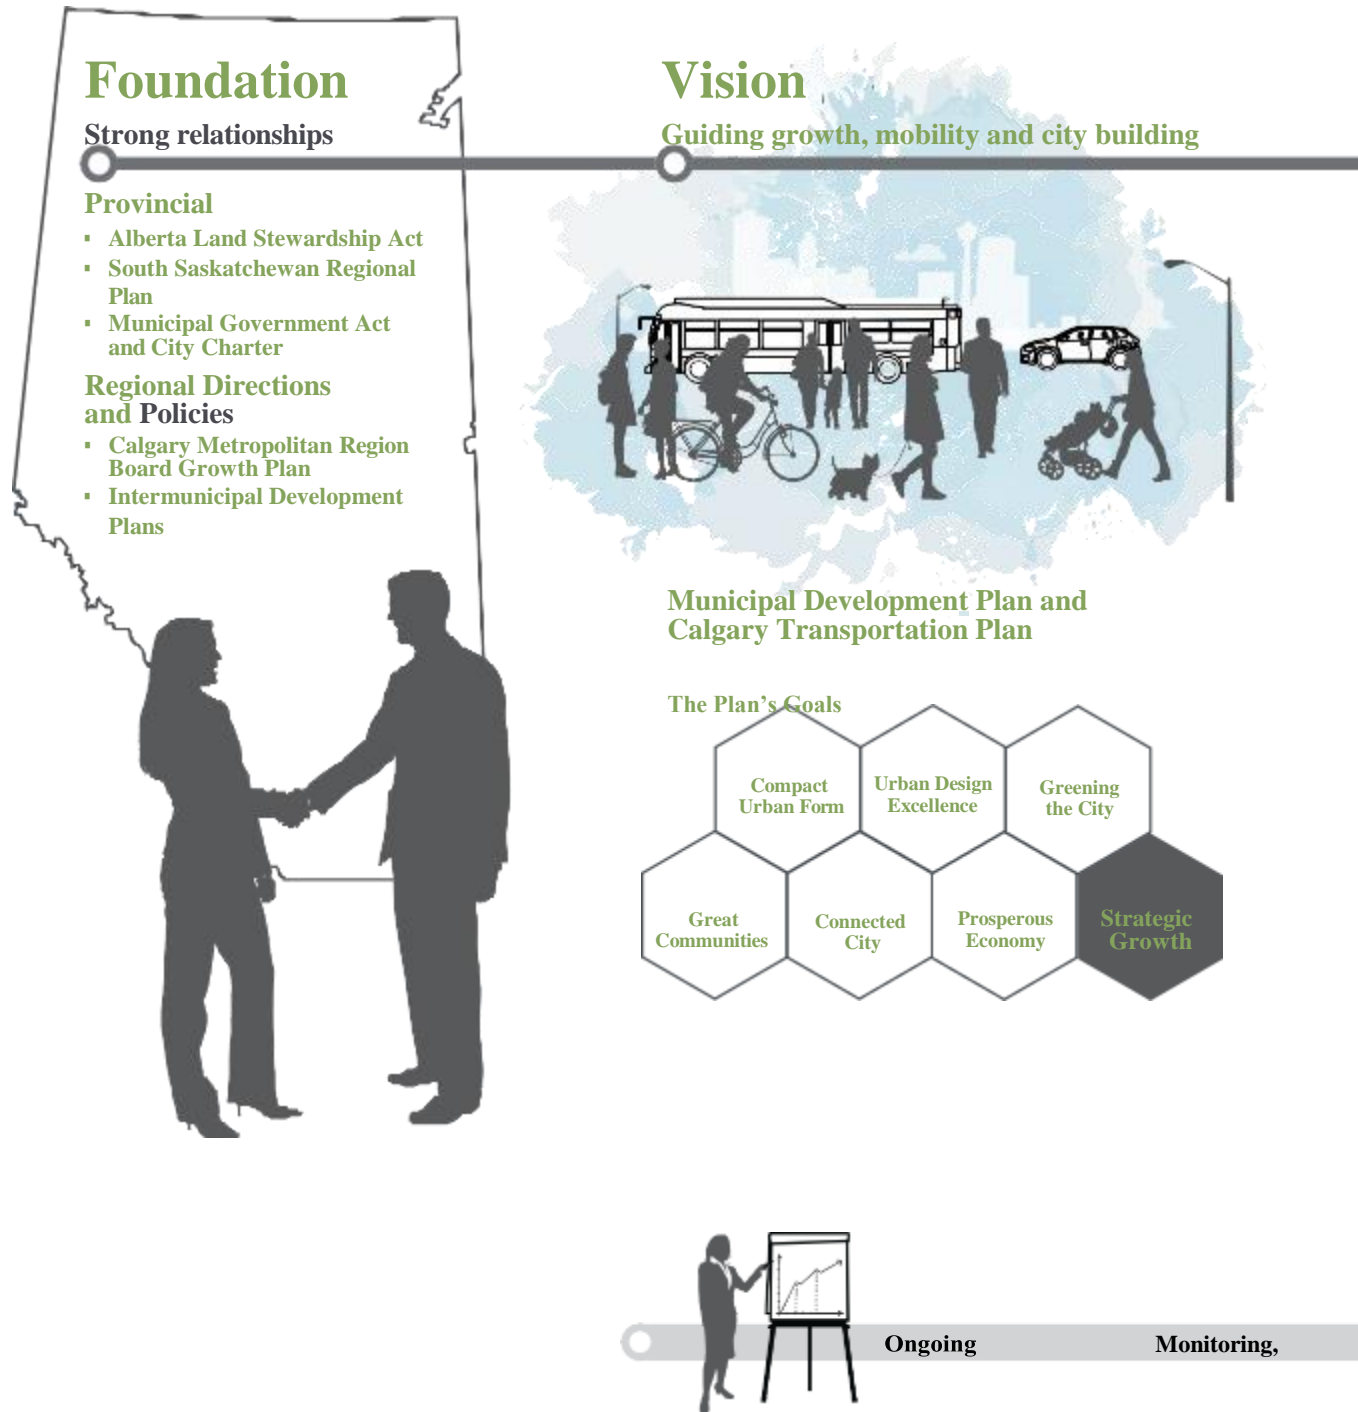 Foundation
Strong relationships
Provincial
▪ Alberta Land Stewardship Act
▪ South Saskatchewan Regional
Plan
▪ Municipal Government Act
and City Charter
Regional Directions
and Policies
▪ Calgary Metropolitan Region
Board Growth Plan
▪ Intermunicipal Development
Plans
Vision
Guiding growth, mobility and city building
Municipal Development Plan and
Calgary Transportation Plan
The Plan’s Goals
Compact
Urban Form
Urban Design
Excellence
Greening
the City
Great
Communities
Connected
City
Prosperous
Economy
Strategic
Growth
Ongoing Monitoring,